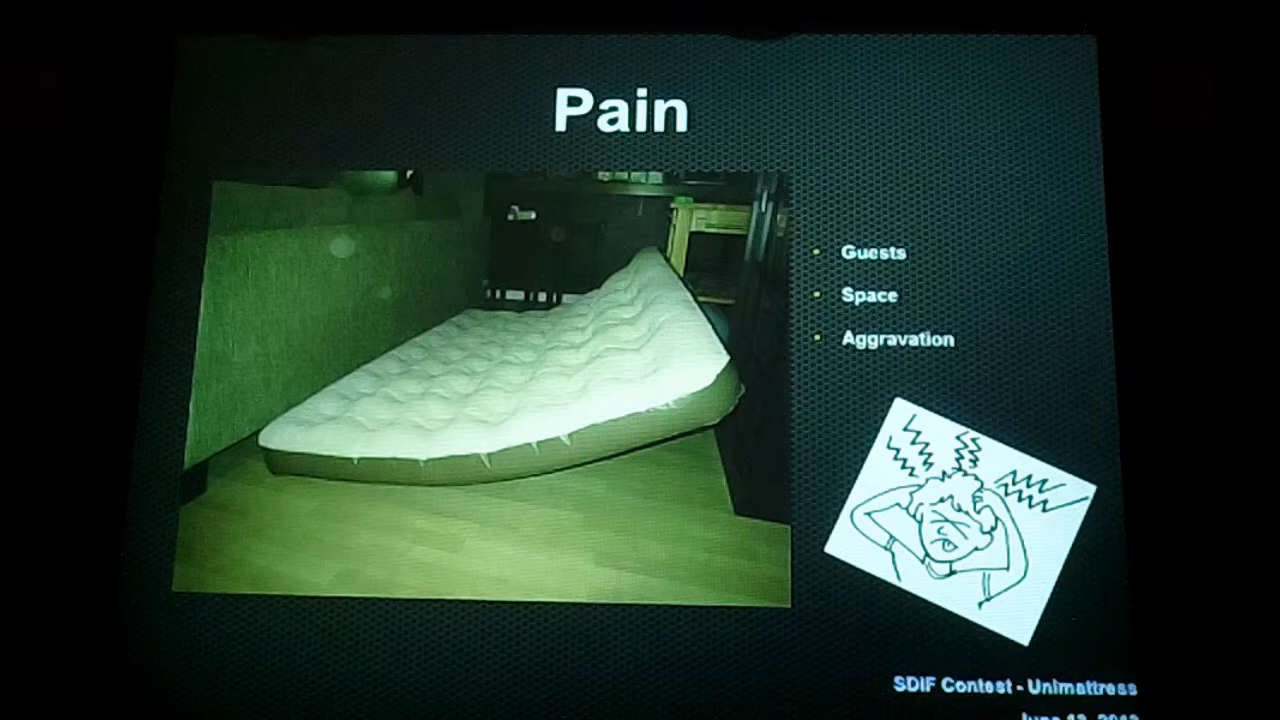 Pain
Guests
Space
Aggravation
SDIF Contest - Unimattress